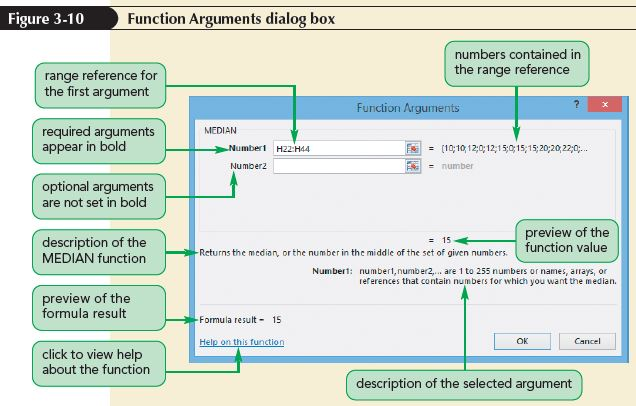 Figure 3-10 Function Arguments dialog box
range reference for
the first argument
numbers contained in
the range reference
Function Arguments
? x
required arguments
appear in bold
MEDIAN
Number1 H22:H44 = {10;10;12;0;12;15;0;15;15;20;20;22;0;...
Number2 = number
optional arguments
are not set in bold
description of the
MEDIAN function
= 15
preview of the
function value
Returns the median, or the number in the middle of the set of given numbers.
Number1: number1,number2,... are 1 to 255 numbers or names, arrays, or
references that contain numbers for which you want the median.
preview of the
formula result
Formula result = 15
click to view help
about the function
Help on this function
OK Cancel
description of the selected argument